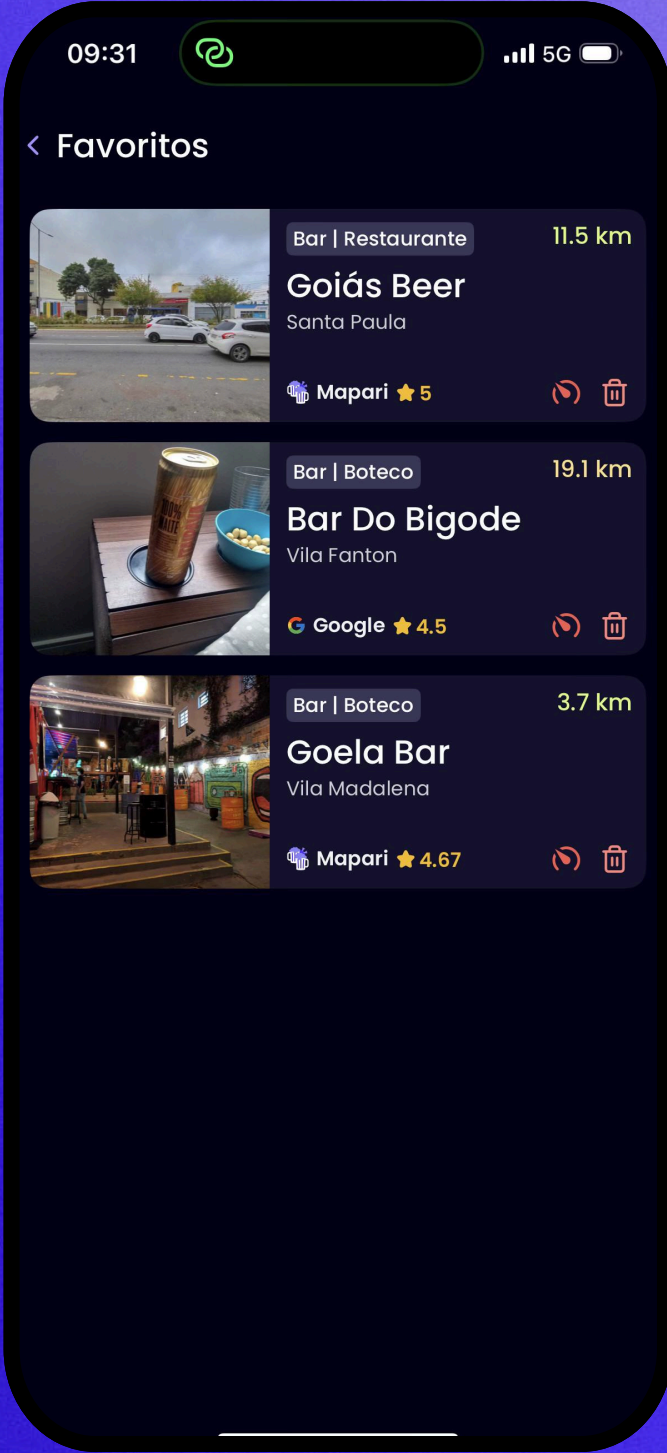 09:31
5G
Favoritos
Bar | Restaurante
11.5 km
Goiás Beer
Santa Paula
Mapari 5
Bar | Boteco
19.1 km
100%
MAITE
Bar Do Bigode
Vila Fanton
Google 4.5
Bar | Boteco
3.7 km
Goela Bar
Vila Madalena
Mapari 4.67